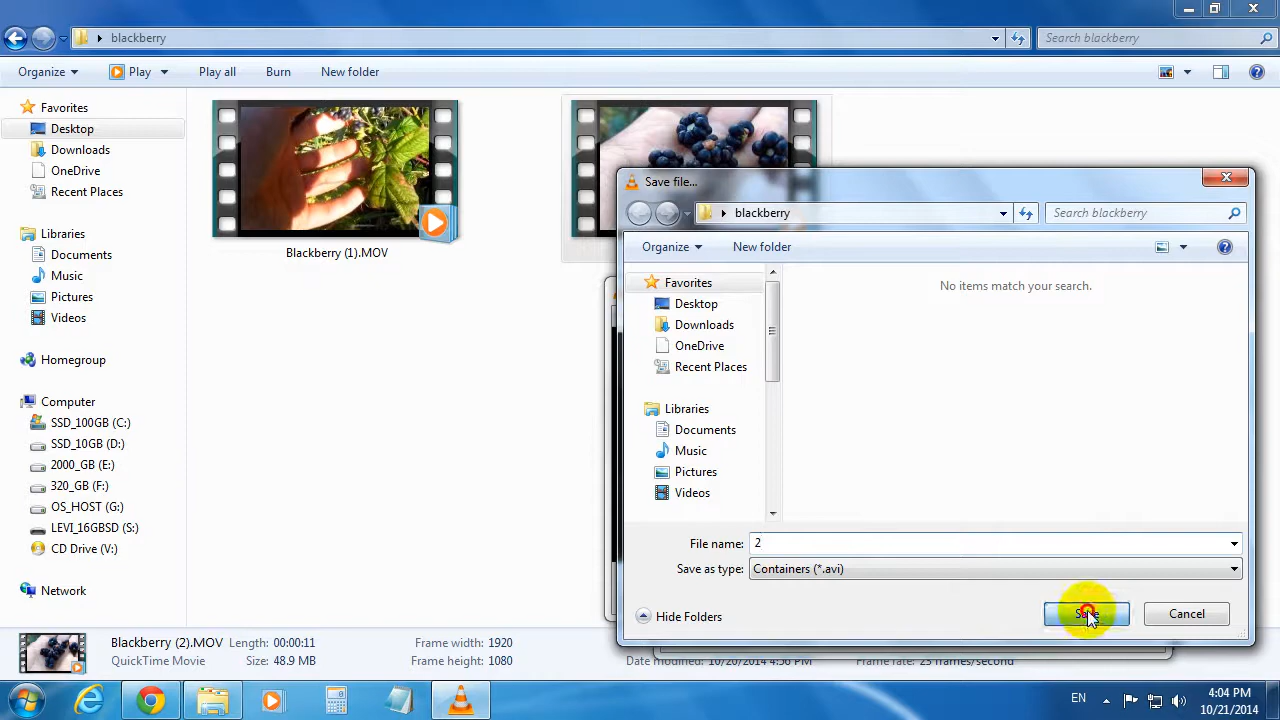 blackberry
Search blackberry
Organize
Play
Play all
Burn
New folder
Favorites
Desktop
Downloads
OneDrive
Recent Places
Libraries
Documents
Music
Pictures
Videos
Homegroup
Computer
SSD_100GB (C:)
SSD_10GB (D:)
2000_GB (E:)
320_GB (F:)
OS_HOST (G:)
LEVI_16GBSD (S:)
CD Drive (V:)
Network
Blackberry (1).MOV
Save file...
blackberry
Search blackberry
Organize
New folder
Favorites
Desktop
Downloads
OneDrive
Recent Places
Libraries
Documents
Music
Pictures
Videos
No items match your search.
File name: 2
Save as type: Containers (*.avi)
Hide Folders
Save
Cancel
Blackberry (2).MOV
QuickTime Movie
Length: 00:00:11
Size: 48.9 MB
Frame width: 1920
Frame height: 1080
Date modified: 10/20/2014 4:56 PM
Frame rate: 25 frames/second
EN
4:04 PM
10/21/2014